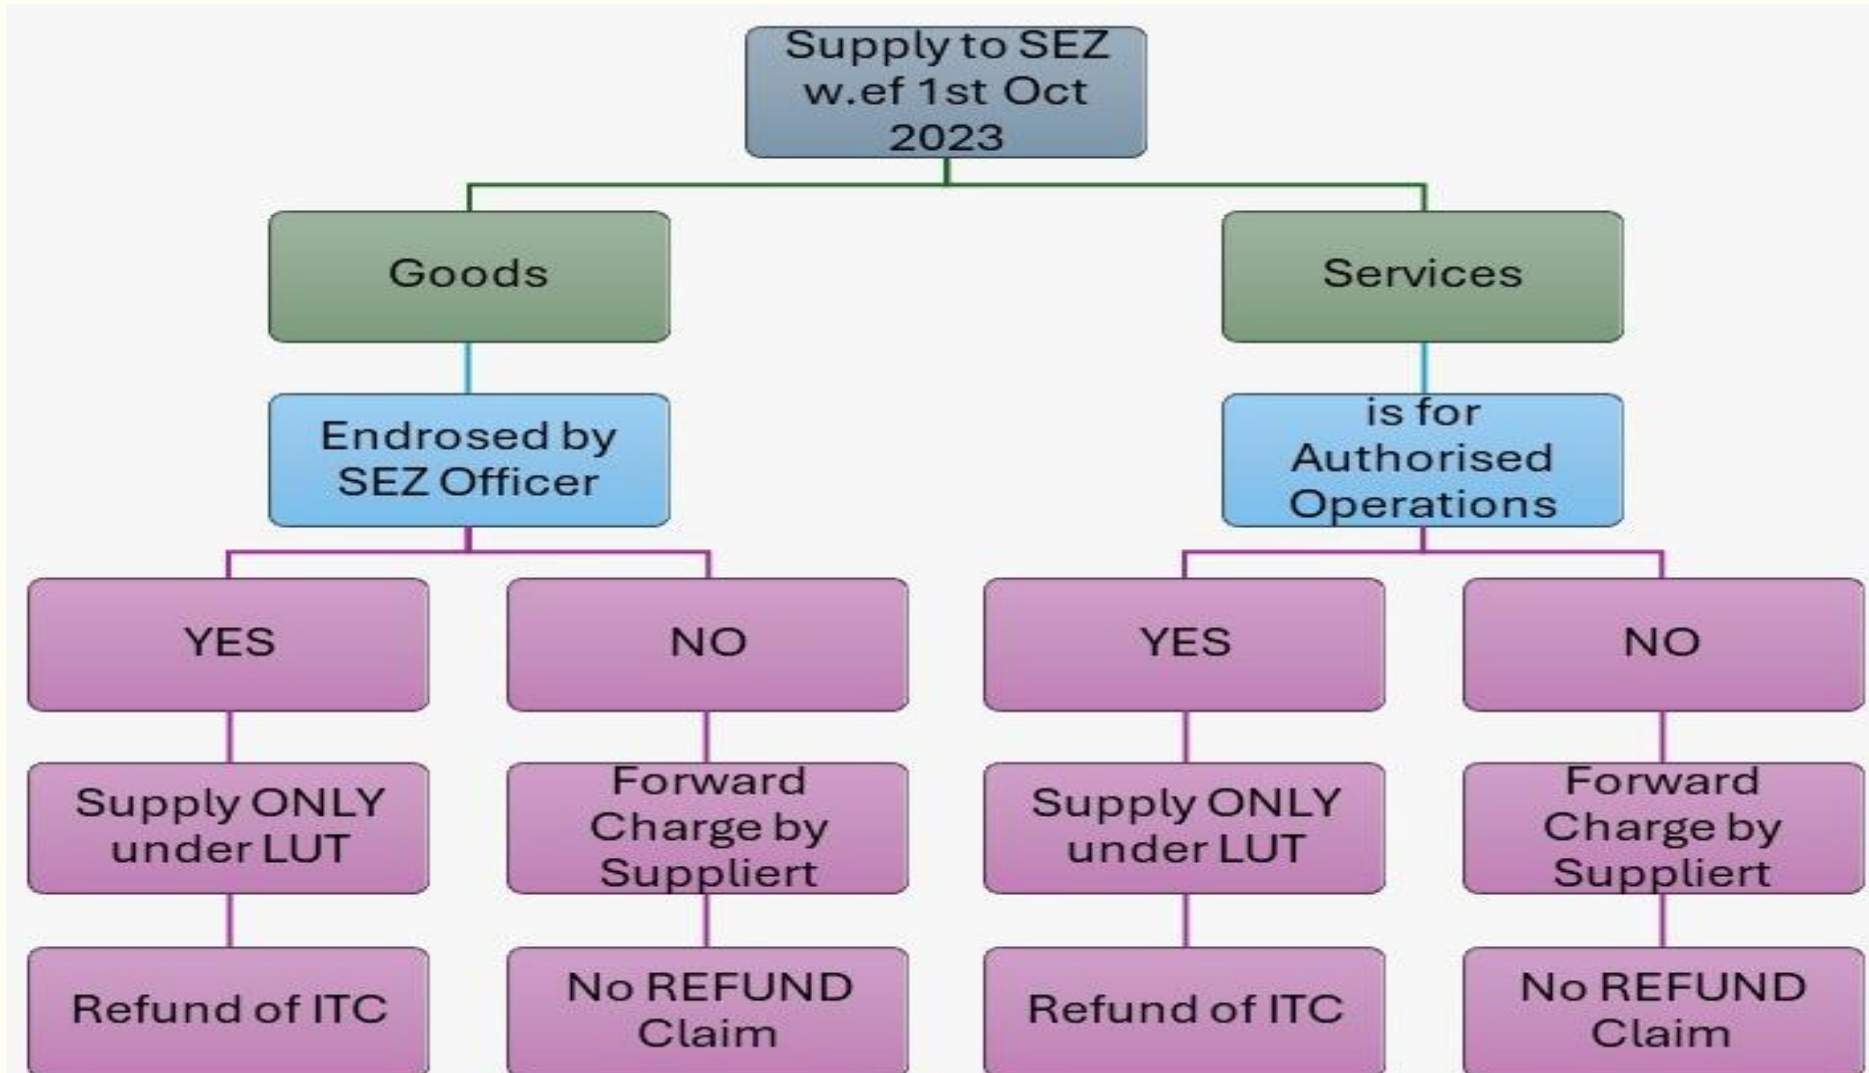 Supply to SEZ
w.ef 1st Oct
2023
Goods
Services
Endrosed by
SEZ Officer
is for
Authorised
Operations
YES
NO
YES
NO
Supply ONLY
under LUT
Forward
Charge by
Suppliert
Supply ONLY
under LUT
Forward
Charge by
Suppliert
Refund of ITC
No REFUND
Claim
Refund of ITC
No REFUND
Claim